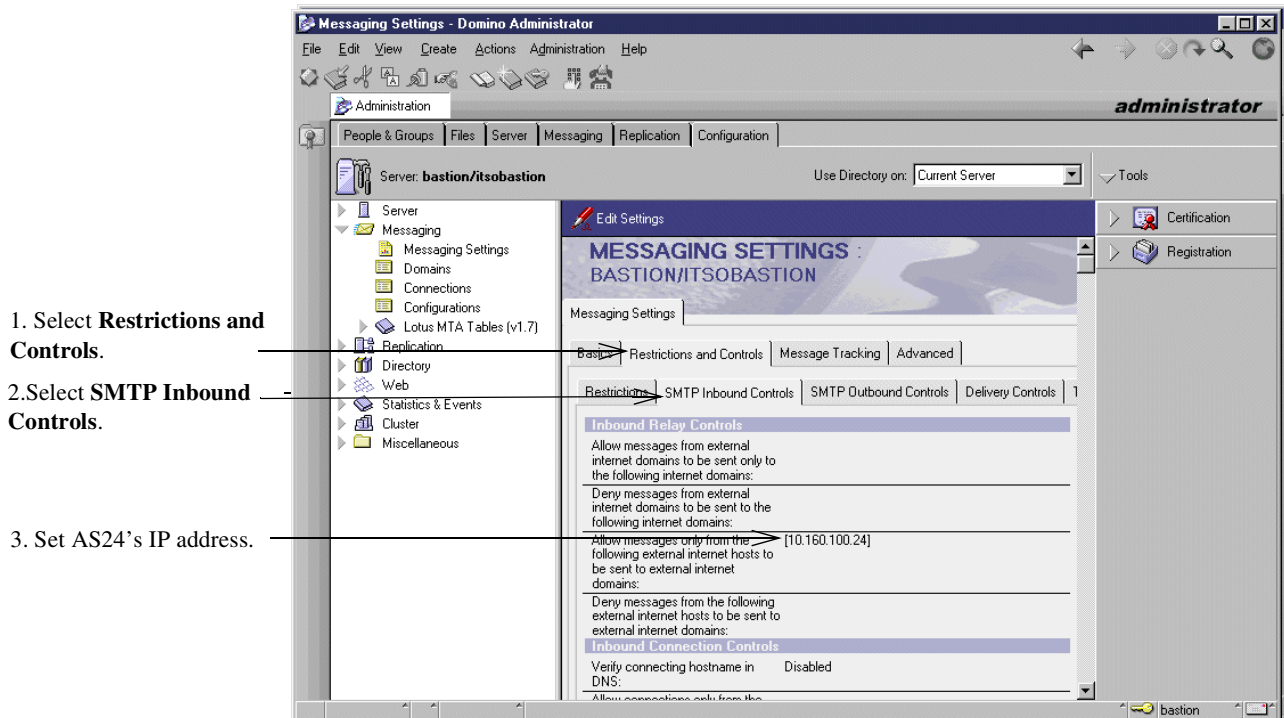 Messaging Settings - Domino Administrator
File Edit View Create Actions Administration Help
Administration
administrator
People & Groups Files Server Messaging Replication Configuration
Server: bastion/itsobastion
Use Directory on: Current Server
Tools
Server
Messaging
Messaging Settings
Domains
Connections
Configurations
Lotus MTA Tables (v1.7)
Replication
Directory
Web
Statistics & Events
Cluster
Miscellaneous
Edit Settings
MESSAGING SETTINGS :
BASTION/ITSOBASTION
Messaging Settings
Basics Restrictions and Controls Message Tracking Advanced
Restrictions SMTP Inbound Controls SMTP Outbound Controls Delivery Controls
Inbound Relay Controls
Allow messages from external
internet domains to be sent only to
the following internet domains:
Deny messages from external
internet domains to be sent to the
following internet domains:
Allow messages only from the [10.160.100.24]
following external internet hosts to
be sent to external internet
domains:
Deny messages from the following
external internet hosts to be sent to
external internet domains:
Inbound Connection Controls
Verify connecting hostname in Disabled
DNS:
Allow connections only from the
Certification
Registration
bastion
1. Select Restrictions and
Controls.
2.Select SMTP Inbound
Controls.
3. Set AS24's IP address.